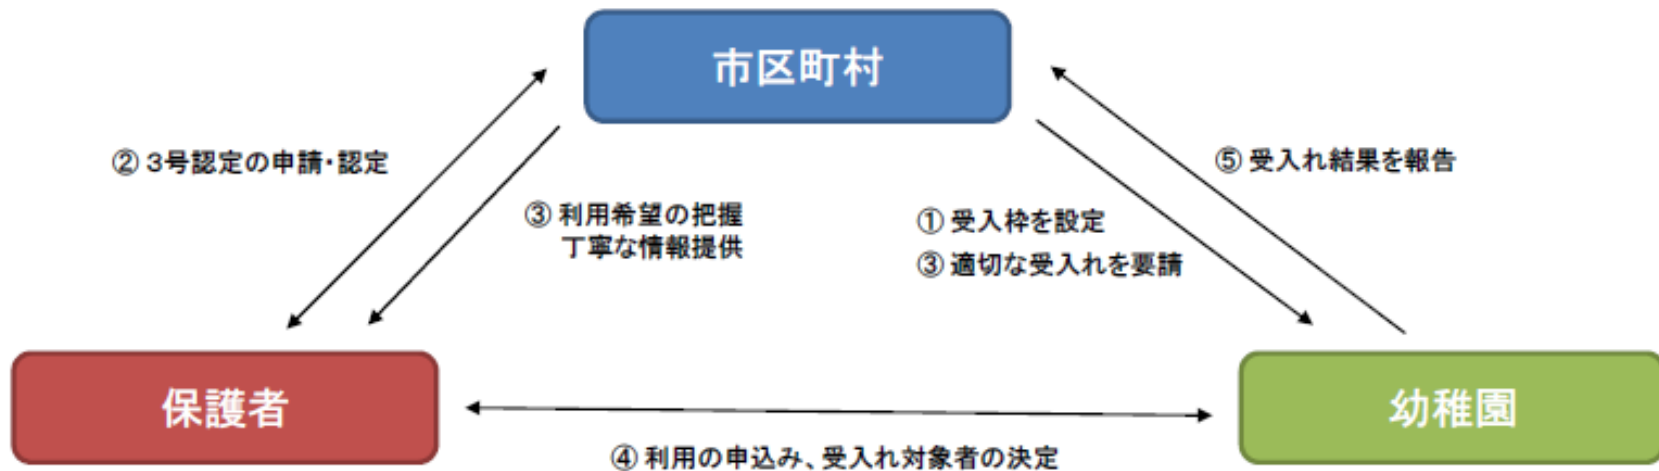 市区町村
② 3号認定の申請・認定
⑤ 受入れ結果を報告
③ 利用希望の把握
丁寧な情報提供
① 受入枠を設定
③ 適切な受入れを要請
保護者
幼稚園
④ 利用の申込み、受入れ対象者の決定